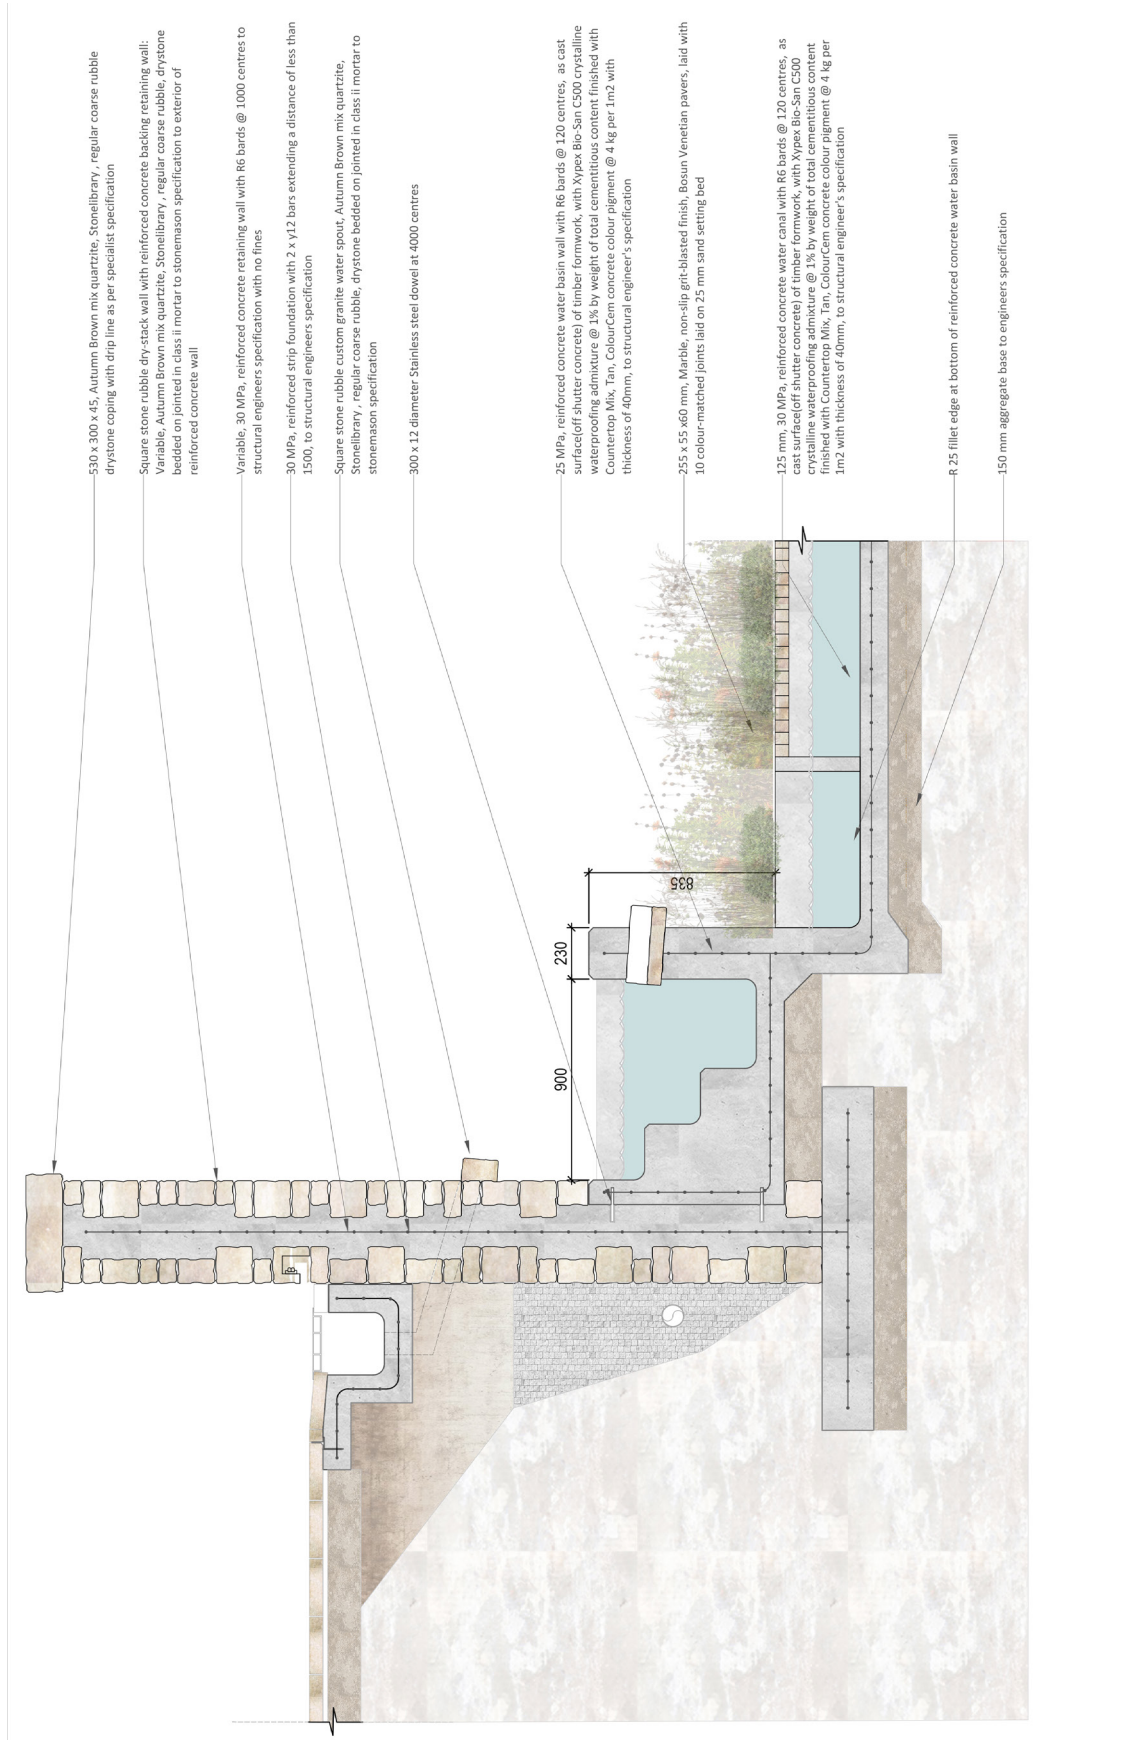 530 x 300 x 45, Autumn Brown mix quartzite, Stonelibrary , regular coarse rubble
drystone coping with drip line as per specialist specification
Square stone rubble dry-stack wall with reinforced concrete backing retaining wall:
Variable, Autumn Brown mix quartzite, Stonelibrary , regular coarse rubble, drystone
bedded on jointed in class ii mortar to stonemason specification to exterior of
reinforced concrete wall
Variable, 30 MPa, reinforced concrete retaining wall with R6 bards @ 1000 centres to
structural engineers specification with no fines
30 MPa, reinforced strip foundation with 2 x y12 bars extending a distance of less than
1500, to structural engineers specification
Square stone rubble custom granite water spout, Autumn Brown mix quartzite,
Stonelibrary , regular coarse rubble, drystone bedded on jointed in class ii mortar to
stonemason specification
300 x 12 diameter Stainless steel dowel at 4000 centres
25 MPa, reinforced concrete water basin wall with R6 bards @ 120 centres, as cast
surface(off shutter concrete) of timber formwork, with Xypex Bio-San C500 crystalline
waterproofing admixture @ 1% by weight of total cementitious content finished with
Countertop Mix, Tan, ColourCem concrete colour pigment @ 4 kg per 1m2 with
thickness of 40mm, to structural engineer's specification
255 x 55 x60 mm, Marble, non-slip grit-blasted finish, Bosun Venetian pavers, laid with
10 colour-matched joints laid on 25 mm sand setting bed
125 mm, 30 MPa, reinforced concrete water canal with R6 bards @ 120 centres, as
cast surface(off shutter concrete) of timber formwork, with Xypex Bio-San C500
crystalline waterproofing admixture @ 1% by weight of total cementitious content
finished with Countertop Mix, Tan, ColourCem concrete colour pigment @ 4 kg per
1m2 with thickness of 40mm, to structural engineer's specification
R 25 fillet edge at bottom of reinforced concrete water basin wall
150 mm aggregate base to engineers specification
900
230
835